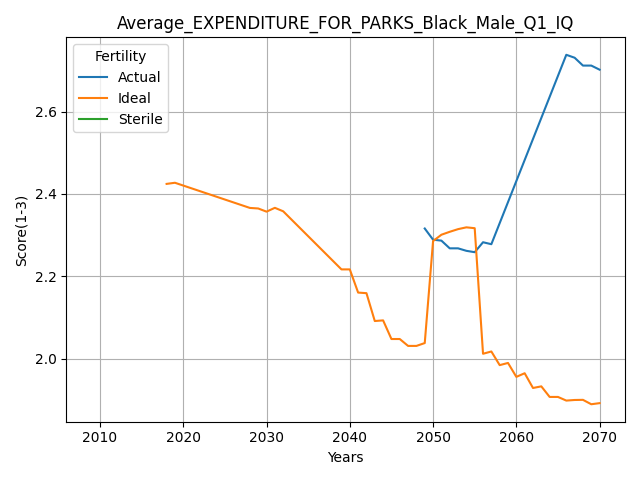 Average_EXPENDITURE_FOR_PARKS_Black_Male_Q1_IQ
Fertility
Actual
Ideal
Sterile
Score(1-3)
2.6
2.4
2.2
2.0
2010 2020 2030 2040 2050 2060 2070
Years